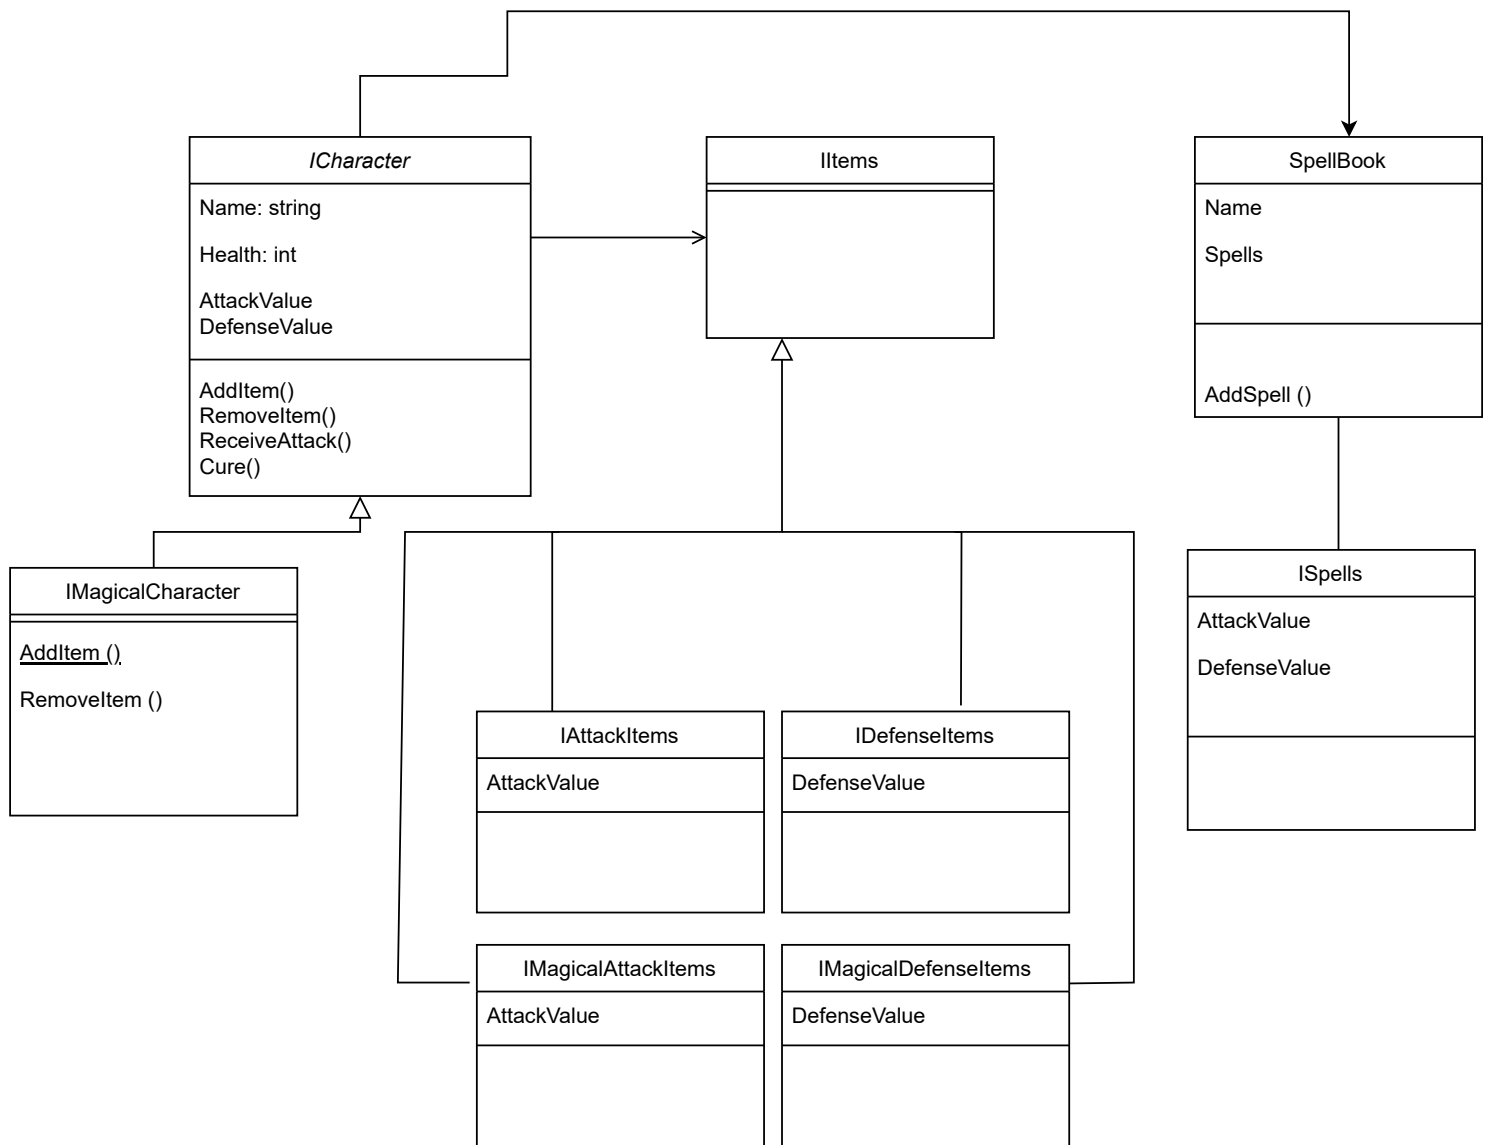 ICharacter
Name: string
Health: int
AttackValue
DefenseValue
AddItem()
RemoveItem()
ReceiveAttack()
Cure()
IItems
SpellBook
Name
Spells
AddSpell ()
IMagicalCharacter
AddItem ()
RemoveItem ()
ISpells
AttackValue
DefenseValue
IAttackItems
AttackValue
IDefenseItems
DefenseValue
IMagicalAttackItems
AttackValue
IMagicalDefenseItems
DefenseValue